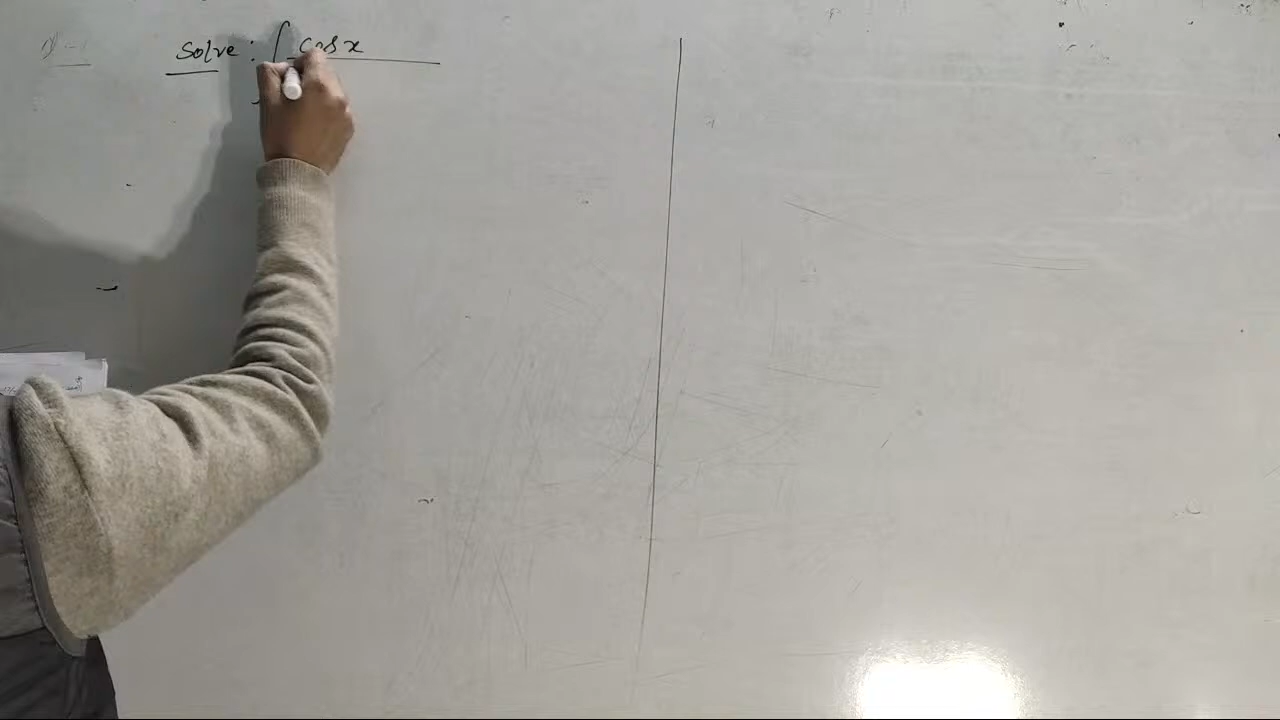 Solve : ∫ cos x